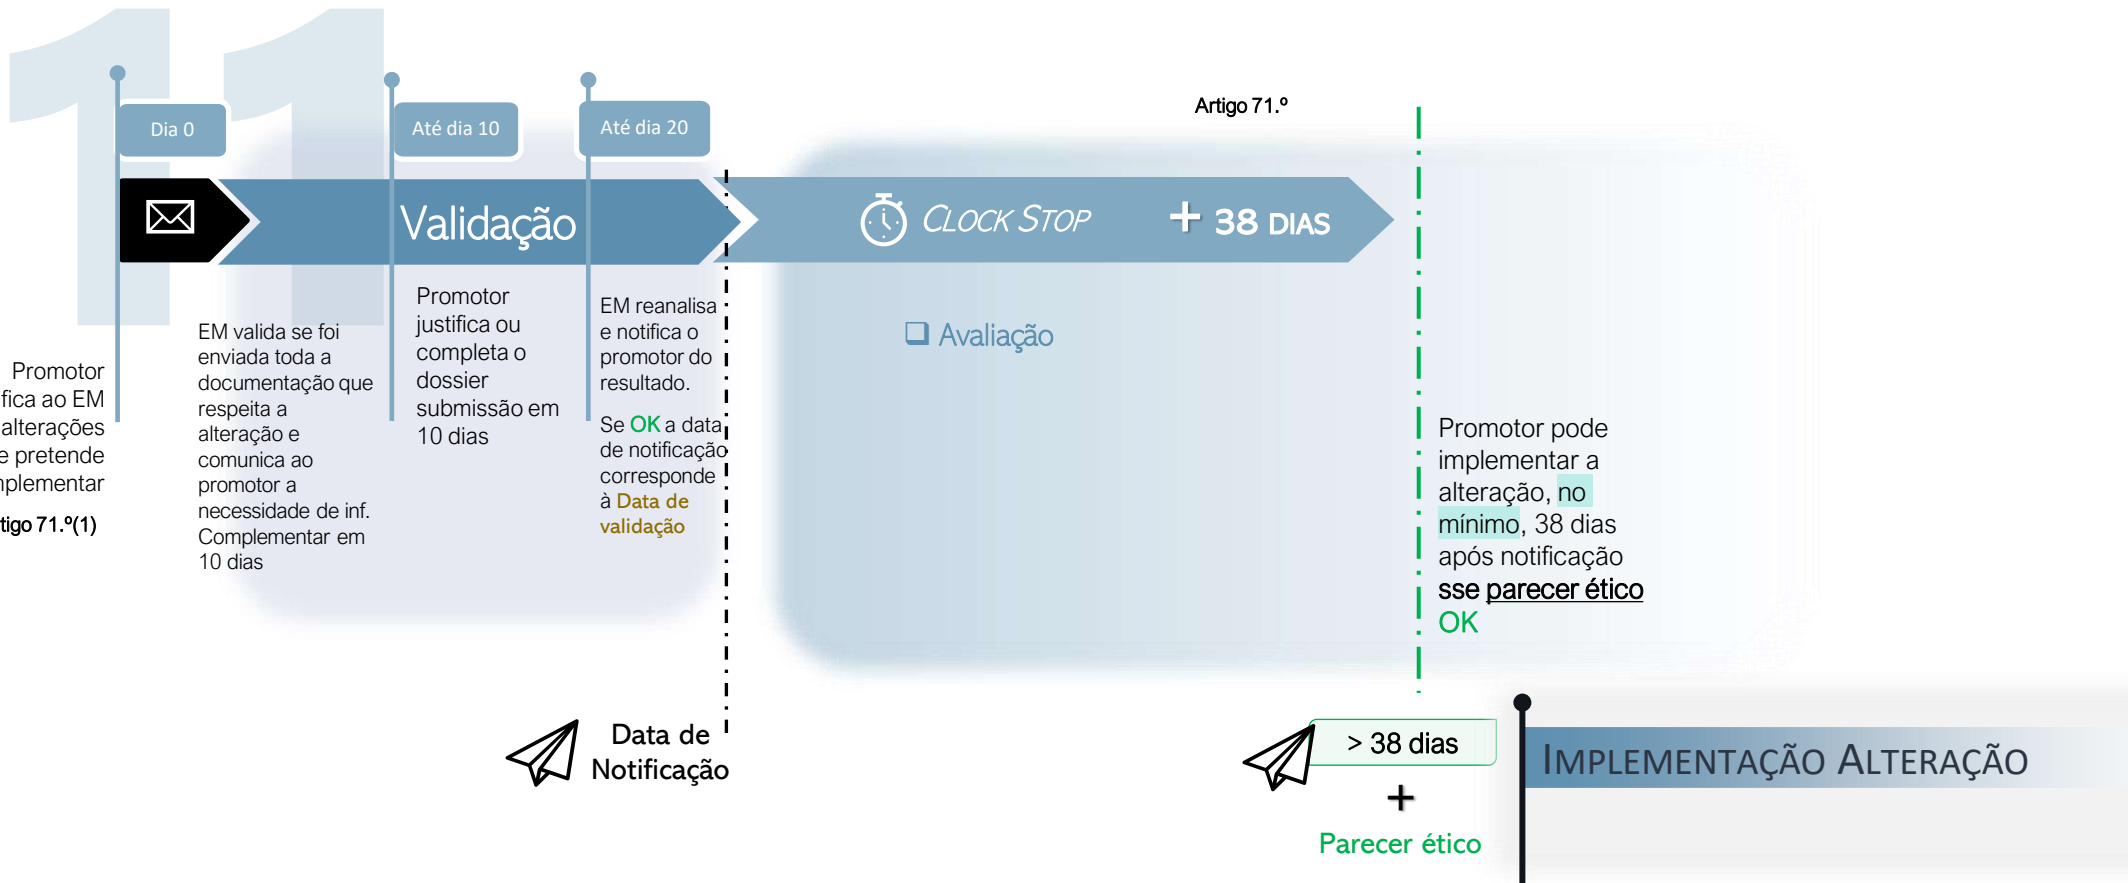 11
Dia 0
Até dia 10
Até dia 20
Artigo 71.º
Validação
CLOCK STOP
+ 38 DIAS
Promotor
fica ao EM
alterações
e pretende
nplementar
tigo 71.º(1)
EM valida se foi
enviada toda a
documentação que
respeita a
alteração e
comunica ao
promotor a
necessidade de inf.
Complementar em
10 dias
Promotor
justifica ou
completa o
dossier
submissão em
10 dias
EM reanalisa
e notifica o
promotor do
resultado.
Se OK a data
de notificação
corresponde
à Data de
validação
Avaliação
Promotor pode
implementar a
alteração, no
mínimo, 38 dias
após notificação
sse parecer ético
OK
Data de
Notificação
> 38 dias
+
Parecer ético
IMPLEMENTAÇÃO ALTERAÇÃO